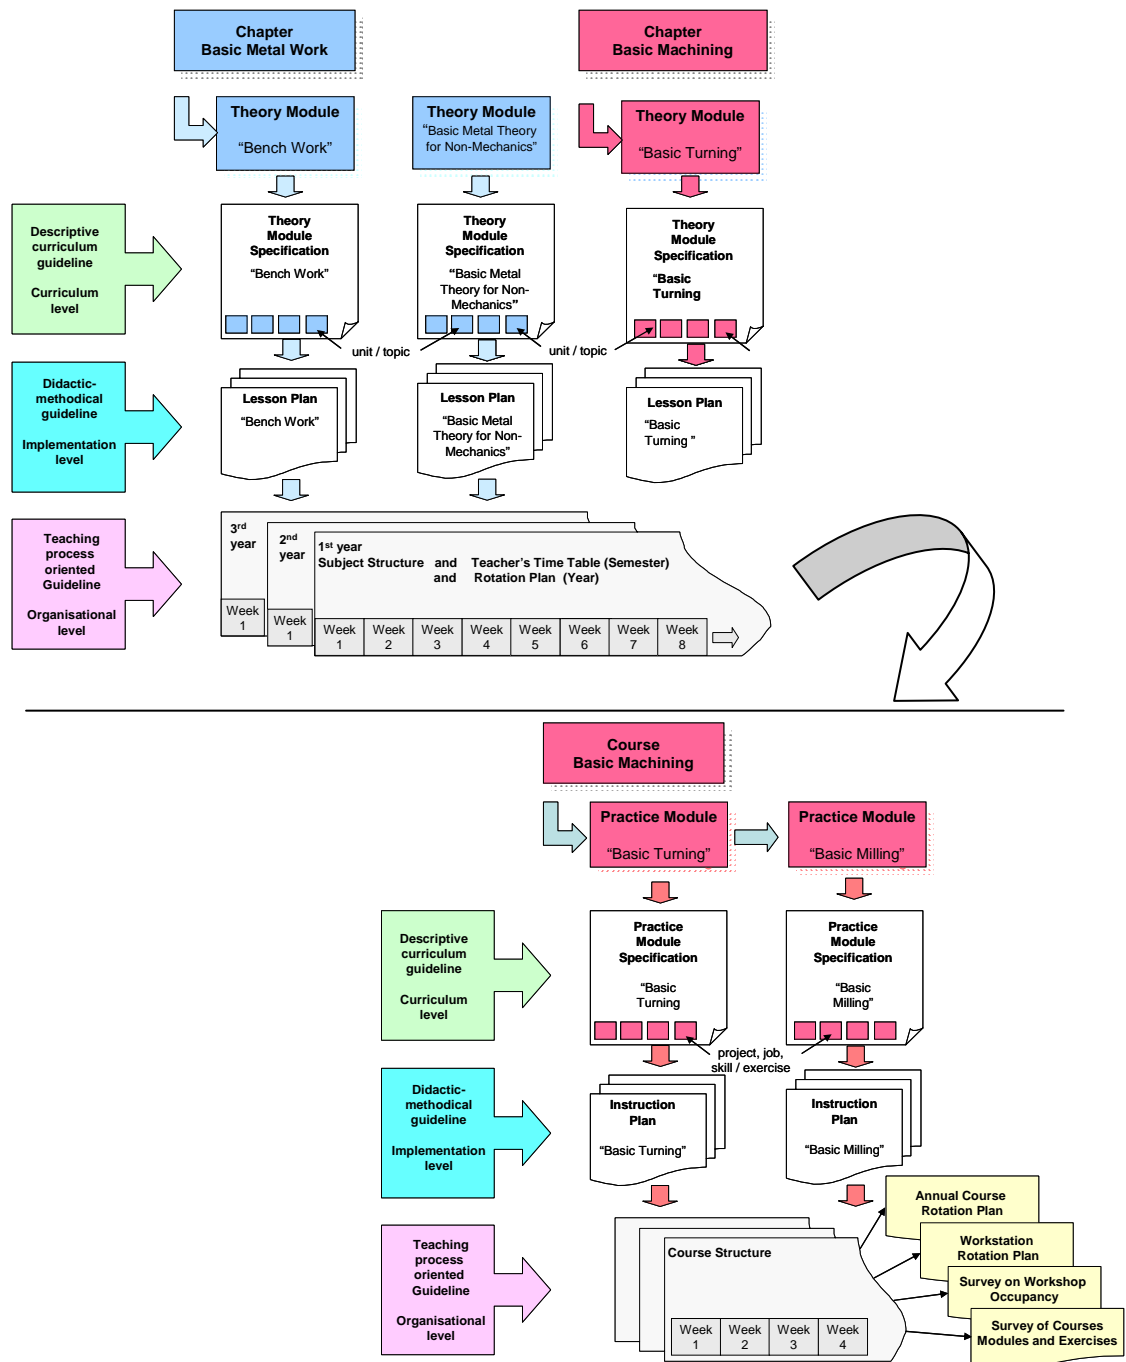 Chapter
Basic Metal Work
Chapter
Basic Machining
Theory Module
"Bench Work"
Theory Module
"Basic Metal Theory
for Non-Mechanics"
Theory Module
"Basic Turning"
Descriptive
curriculum
guideline
Curriculum
level
Theory
Module
Specification
"Bench Work"
Theory
Module
Specification
"Basic Metal
Theory for Non-
Mechanics"
Theory
Module
Specification
"Basic
Turning
unit / topic
unit / topic
Didactic-
methodical
guideline
Implementation
level
Lesson Plan
"Bench Work"
Lesson Plan
"Basic Metal
Theory for Non-
Mechanics"
Lesson Plan
"Basic
Turning "
Teaching
process
oriented
Guideline
Organisational
level
3rd
year
2nd
year
1st year
Subject Structure and Teacher's Time Table (Semester)
and Rotation Plan (Year)
Week
1
Week
1
Week
1
Week
2
Week
3
Week
4
Week
5
Week
6
Week
7
Week
8
Course
Basic Machining
Practice Module
"Basic Turning"
Practice Module
"Basic Milling"
Descriptive
curriculum
guideline
Curriculum
level
Practice
Module
Specification
"Basic
Turning
Practice
Module
Specification
"Basic
Milling"
project, job,
skill / exercise
Didactic-
methodical
guideline
Implementation
level
Instruction
Plan
"Basic Turning"
Instruction
Plan
"Basic Milling"
Teaching
process
oriented
Guideline
Organisational
level
Course Structure
Week
1
Week
2
Week
3
Week
4
Annual Course
Rotation Plan
Workstation
Rotation Plan
Survey on Workshop
Occupancy
Survey of Courses
Modules and Exercises